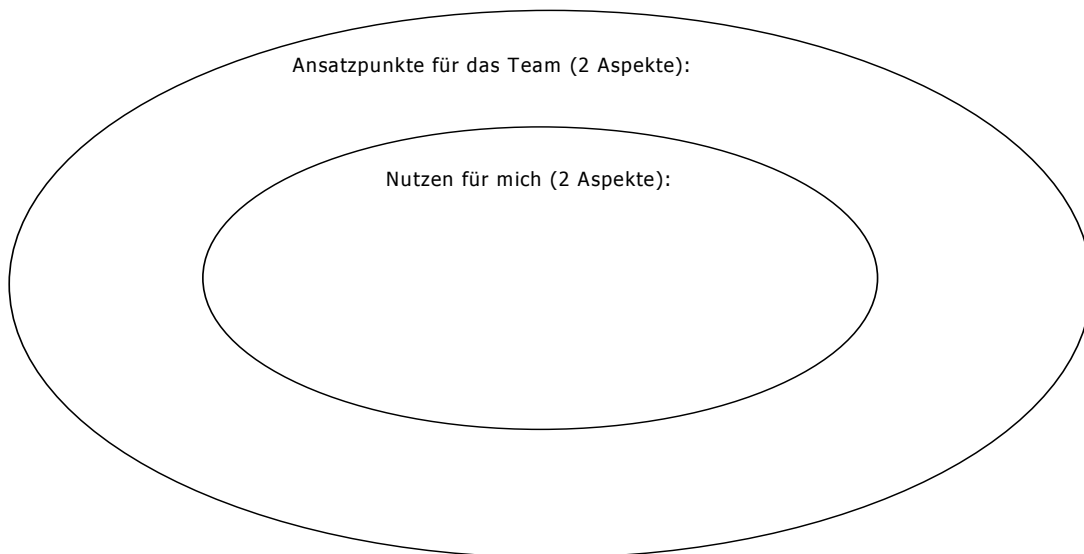 Ansatzpunkte für das Team (2 Aspekte):
Nutzen für mich (2 Aspekte):